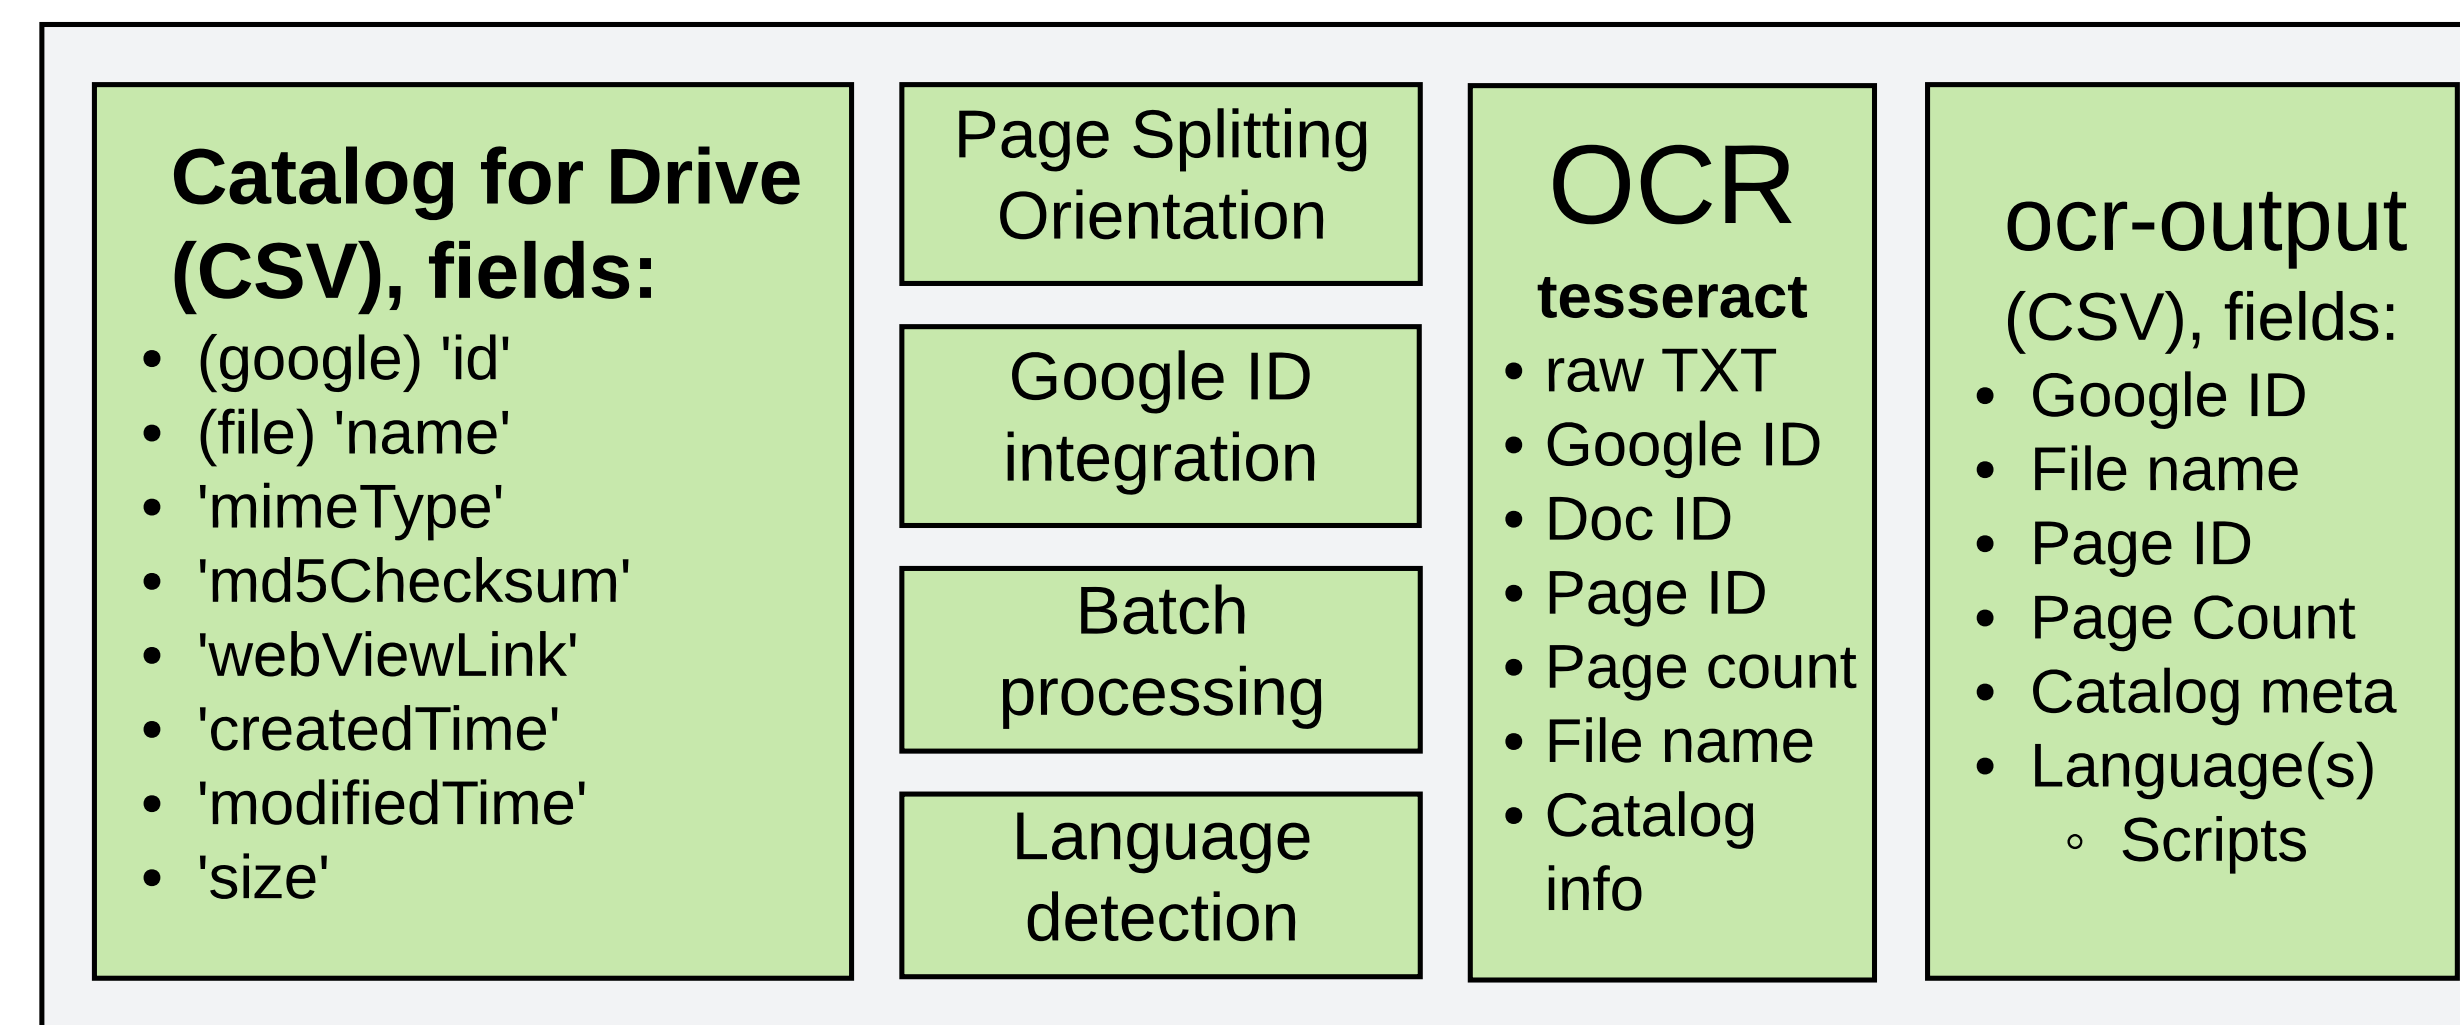 Catalog for Drive
(CSV), fields:
• (google) 'id'
• (file) 'name'
• 'mimeType'
• 'md5Checksum'
• 'webViewLink'
• 'createdTime'
• 'modifiedTime'
• 'size'
Page Splitting
Orientation
Google ID
integration
Batch
processing
Language
detection
OCR
tesseract
• raw TXT
• Google ID
• Doc ID
• Page ID
• Page count
• File name
• Catalog
info
ocr-output
(CSV), fields:
• Google ID
• File name
• Page ID
• Page Count
• Catalog meta
• Language(s)
◦ Scripts